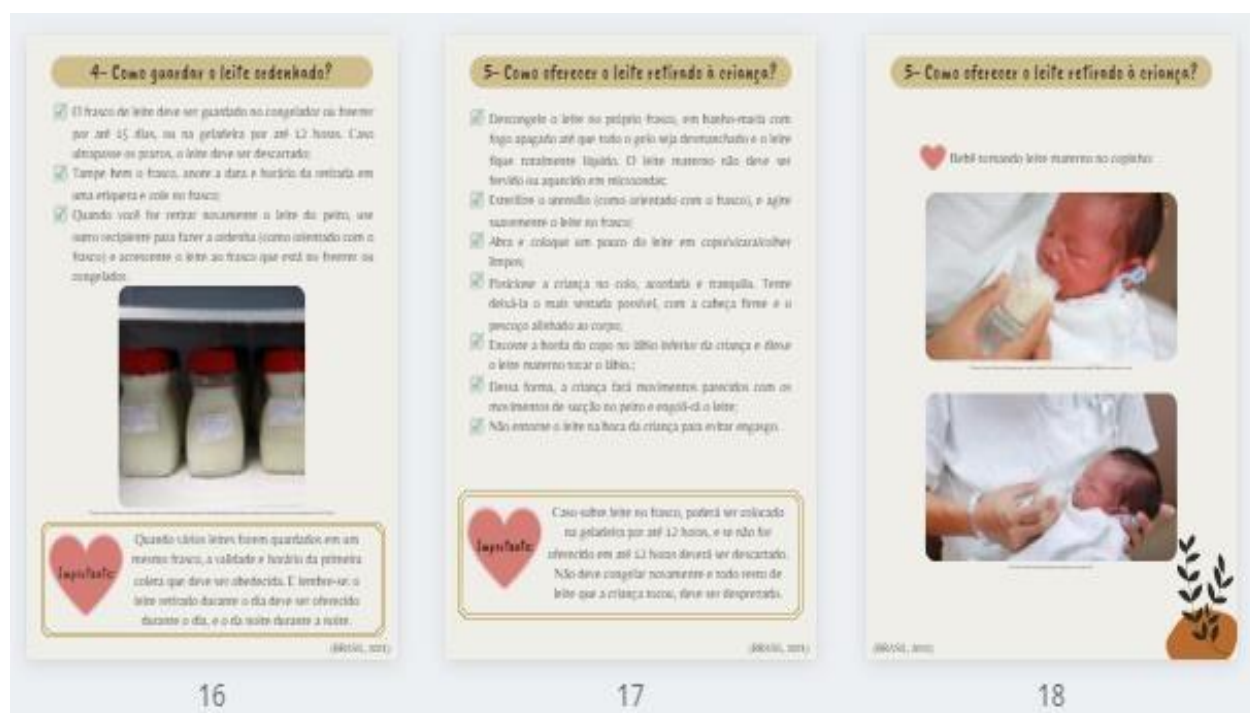 4- Como guardar o leite ordenhado?
O frasco de leite deve ser guardado no congelador ou freezer
por até 15 dias, ou na geladeira por até 12 horas. Caso
ultrapasse os prazos, o leite deve ser descartado;
Tampe bem o frasco, anote a data e horário da retirada em
uma etiqueta e cole no frasco;
Quando você for retirar novamente o leite do peito, use
outro recipiente para fazer a ordenha (como orientado com o
frasco) e acrescente o leite ao frasco que está no freezer ou
congelador.
Importante:
Quando vários leites forem guardados em um
mesmo frasco, a validade e horário da primeira
coleta que deve ser obedecida. E lembre-se: o
leite retirado durante o dia deve ser oferecido
durante o dia, e o da noite durante a noite.
(BRASIL,
16
5- Como oferecer o leite retirado à criança?
Descongele o leite no próprio frasco, em banho-maria com
fogo apagado até que todo o gelo seja desmanchado e o leite
fique totalmente líquido. O leite materno não deve ser
fervido ou aquecido em microondas;
Esterilize o utensílio (como orientado com o frasco), e agite
suavemente o leite no frasco;
Abra e coloque um pouco do leite em copo/xícara/colher
limpos;
Posicione a criança no colo, acordada e tranquila. Tente
deixá-la o mais sentada possível, com a cabeça firme e o
pescoço alinhado ao corpo;
Encoste a borda do copo no lábio inferior da criança e deixe
o leite materno tocar o lábio.;
Dessa forma, a criança fará movimentos parecidos com os
movimentos de sucção no peito e engoli-rá o leite;
Não entorne o leite na boca da criança para evitar engasgo.
Importante:
Caso sobre leite no frasco, poderá ser colocado
na geladeira por até 12 horas, e se não for
oferecido em até 12 horas deverá ser descartado.
Não deve congelar novamente e todo resto de
leite que a criança tocou, deve ser desprezado.
(BRASIL,
17
5- Como oferecer o leite retirado à criança?
Bebê tomando leite materno no copinho:
(BRASIL,
18